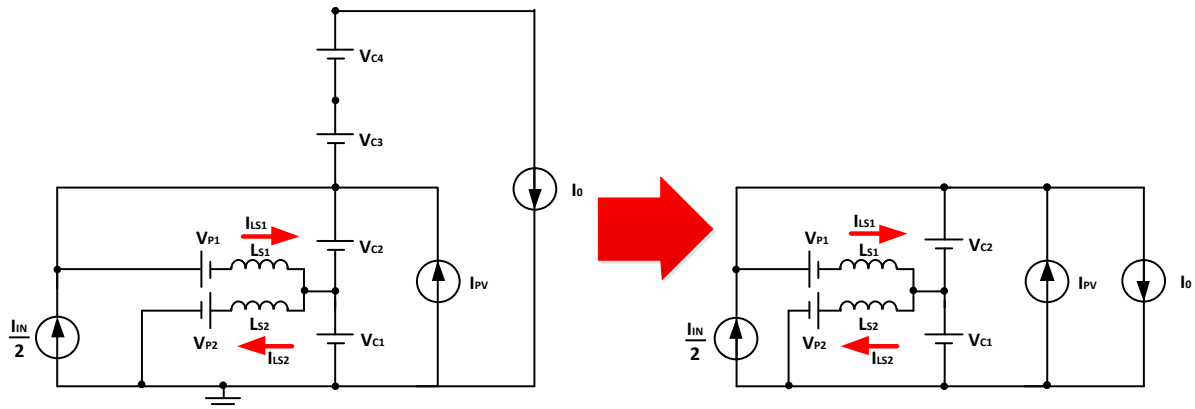 VC4
VC3
I0
ILS1
VP1
LS1
VC2
IPV
LS2
VP2
ILS2
VC1
IIN
2
ILS1
VP1
LS1
VC2
IPV
I0
LS2
VP2
ILS2
VC1
IIN
2